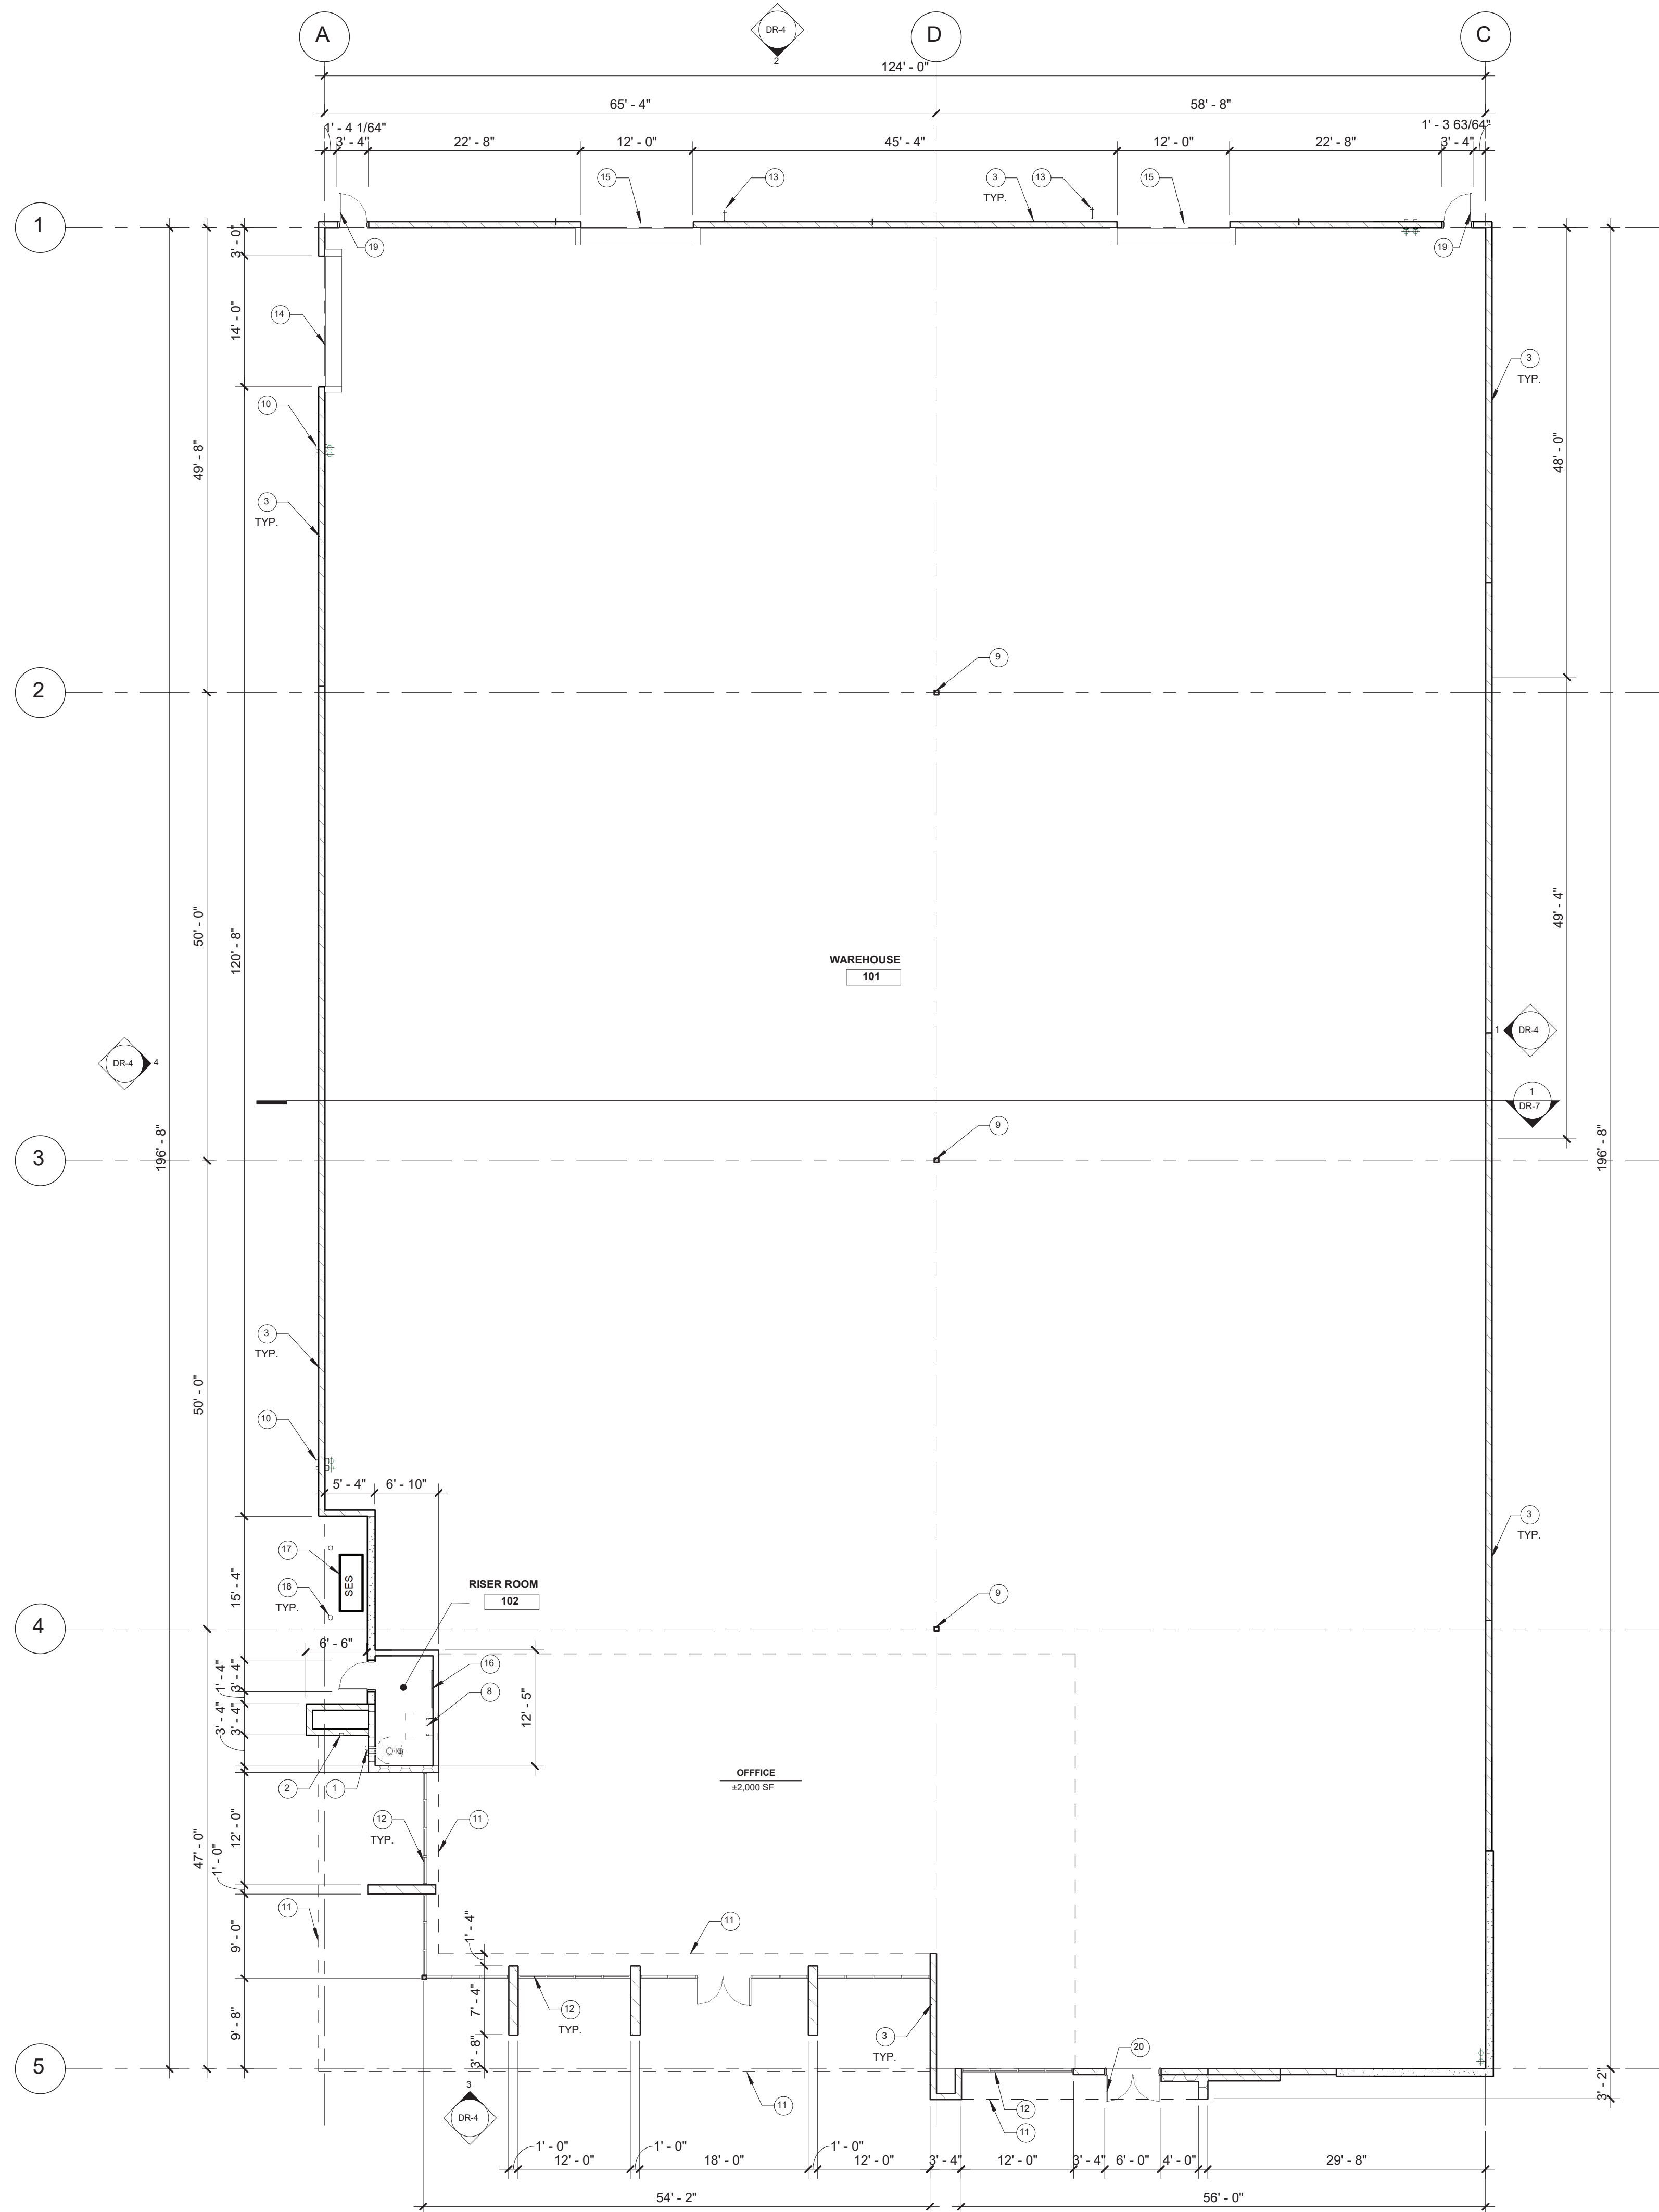 A
DR-4
2
D
C
124' - 0"
65' - 4"
58' - 8"
1' - 4 1/64"
1' - 3 63/64"
3' - 4"
22' - 8"
12' - 0"
45' - 4"
12' - 0"
22' - 8"
3' - 4"
15
13
3
TYP.
13
15
1
19
19
3' - 0"
14' - 0"
14
3
TYP.
10
49' - 8"
48' - 0"
3
TYP.
2
9
50' - 0"
120' - 8"
49' - 4"
WAREHOUSE
101
DR-4
4
1
DR-4
1
DR-7
196' - 8"
196' - 8"
3
9
3
TYP.
50' - 0"
10
5' - 4"
6' - 10"
3
TYP.
17
SES
15' - 4"
18
TYP.
RISER ROOM
102
9
4
6' - 6"
1' - 4"
3' - 4"
16
8
12' - 5"
3' - 4"
3' - 4"
2
1
OFFFICE
±2,000 SF
12
TYP.
11
12' - 0"
47' - 0"
1' - 0"
11
9' - 0"
1' - 4"
11
7' - 4"
12
TYP.
9' - 8"
3' - 8"
3
TYP.
20
5
3
DR-4
11
12
11
3' - 2"
1' - 0"
1' - 0"
1' - 0"
12' - 0"
18' - 0"
12' - 0"
3' - 4"
12' - 0"
3' - 4"
6' - 0"
4' - 0"
29' - 8"
54' - 2"
56' - 0"